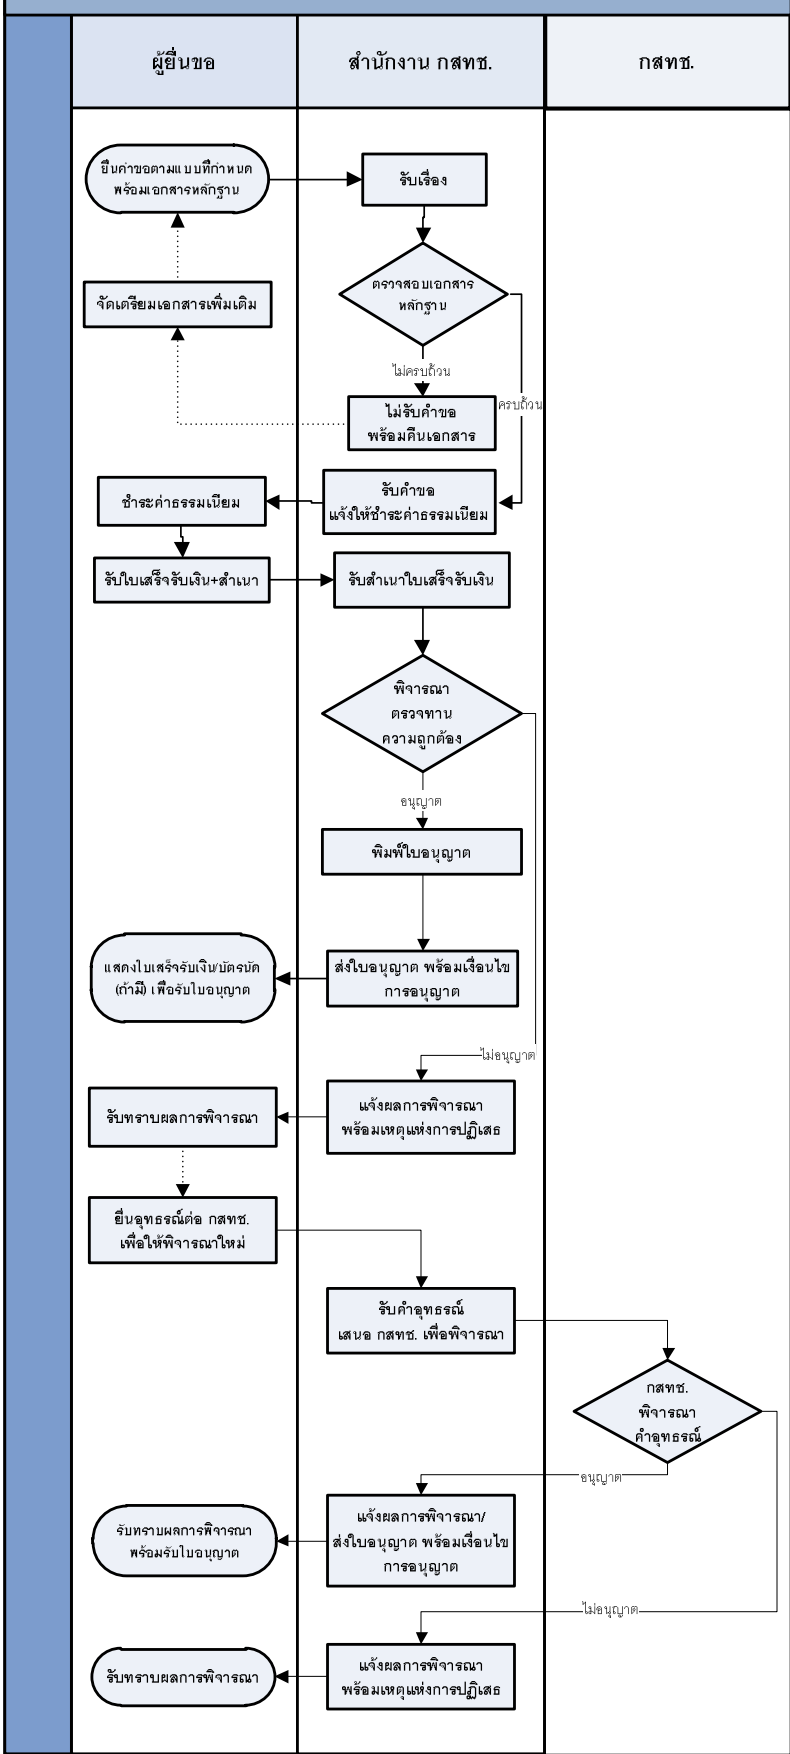 ผู้ยื่นขอ
สำนักงาน กสทช.
กสทช.
ยื่นคำขอตามแบบที่กำหนด
พร้อมเอกสารหลักฐาน
รับเรื่อง
ตรวจสอบเอกสาร
หลักฐาน
จัดเตรียมเอกสารเพิ่มเติม
ไม่ครบถ้วน
ครบถ้วน
ไม่รับคำขอ
พร้อมคืนเอกสาร
รับคำขอ
แจ้งให้ชำระค่าธรรมเนียม
ชำระค่าธรรมเนียม
รับใบเสร็จรับเงิน+สำเนา
รับสำเนาใบเสร็จรับเงิน
พิจารณา
ตรวจทาน
ความถูกต้อง
อนุญาต
พิมพ์ใบอนุญาต
ส่งใบอนุญาต พร้อมเงื่อนไข
การอนุญาต
แสดงใบเสร็จรับเงิน/บัตรนัด
(ถ้ามี) เพื่อรับใบอนุญาต
ไม่อนุญาต
แจ้งผลการพิจารณา
พร้อมเหตุแห่งการปฏิเสธ
รับทราบผลการพิจารณา
ยื่นอุทธรณ์ต่อ กสทช.
เพื่อให้พิจารณาใหม่
รับคำอุทธรณ์
เสนอ กสทช. เพื่อพิจารณา
กสทช.
พิจารณา
คำอุทธรณ์
อนุญาต
แจ้งผลการพิจารณา/
ส่งใบอนุญาต พร้อมเงื่อนไข
การอนุญาต
รับทราบผลการพิจารณา
พร้อมรับใบอนุญาต
ไม่อนุญาต
แจ้งผลการพิจารณา
พร้อมเหตุแห่งการปฏิเสธ
รับทราบผลการพิจารณา